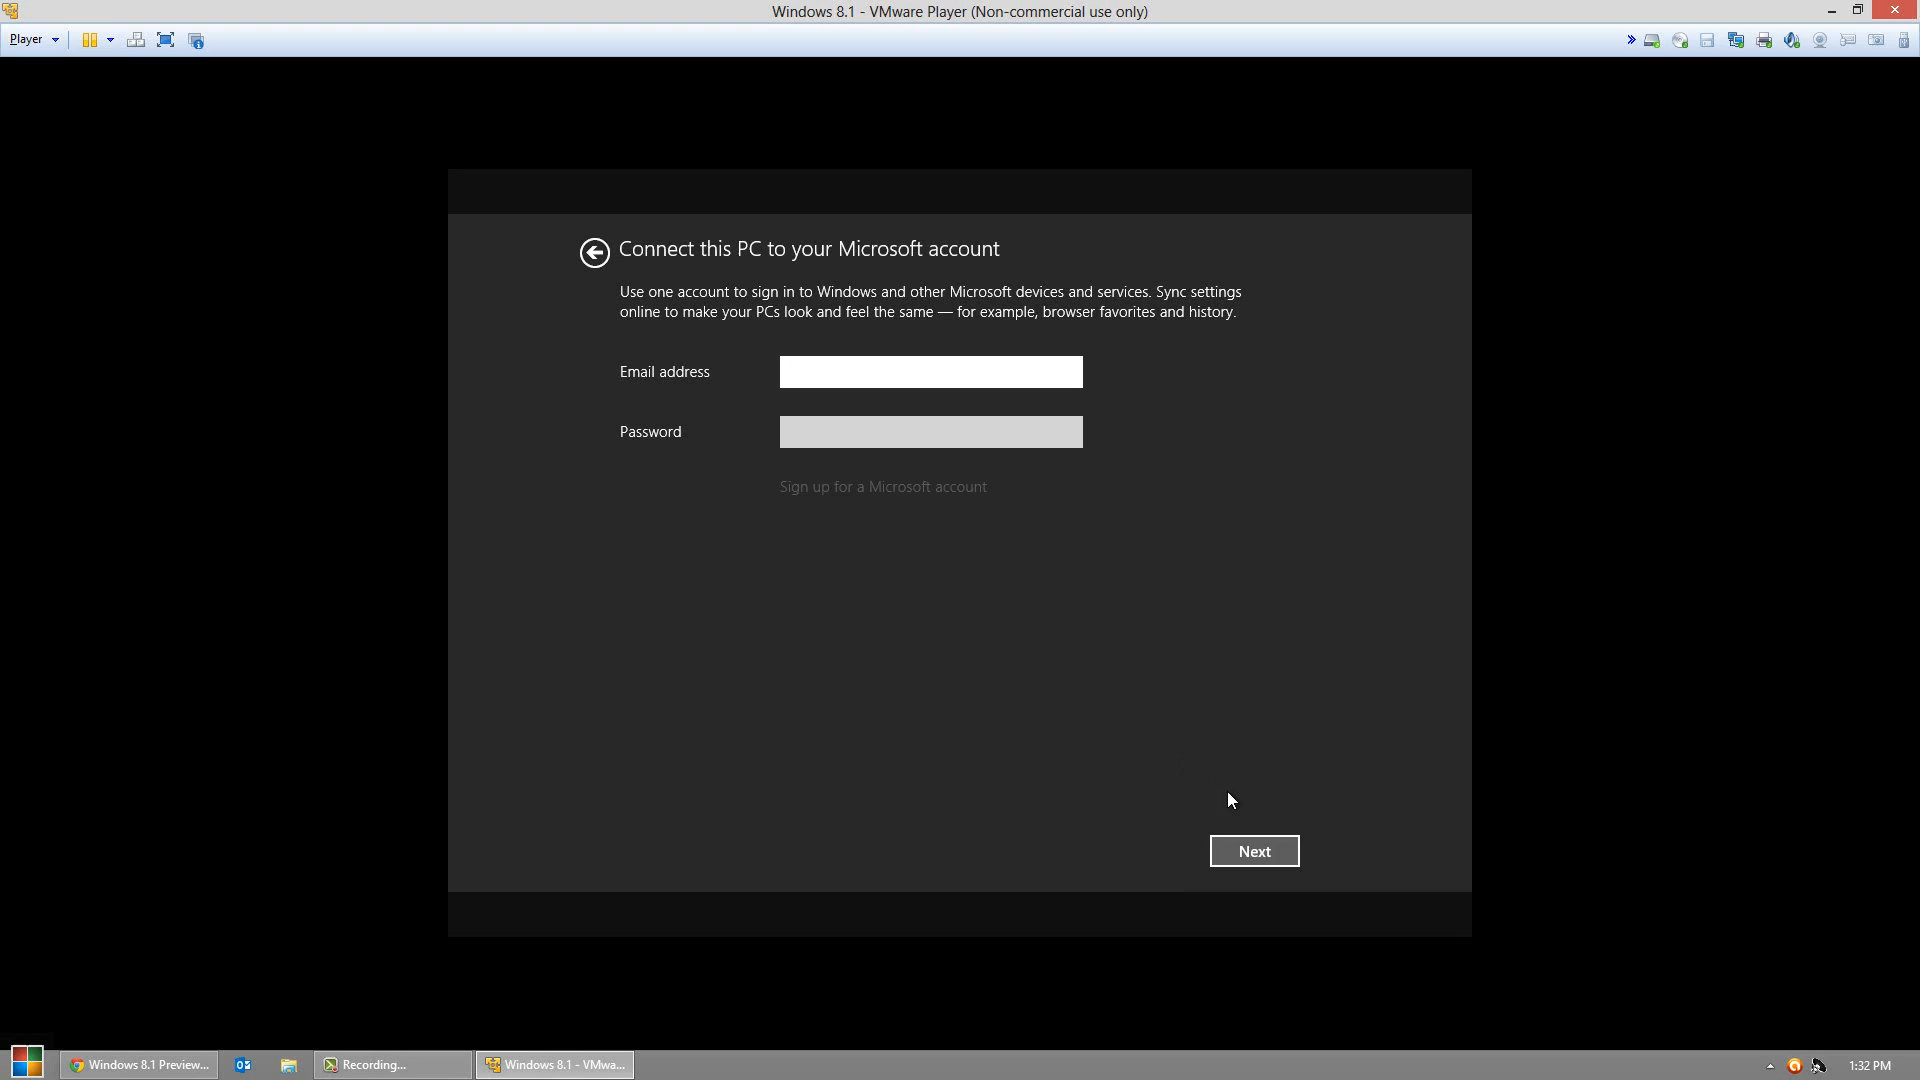 Windows 8.1 - VMware Player (Non-commercial use only)
Player
Connect this PC to your Microsoft account
Use one account to sign in to Windows and other Microsoft devices and services. Sync settings
online to make your PCs look and feel the same — for example, browser favorites and history.
Email address
Password
Sign up for a Microsoft account
Next
Windows 8.1 Preview...
Recording...
Windows 8.1 - VMwa...
1:32 PM